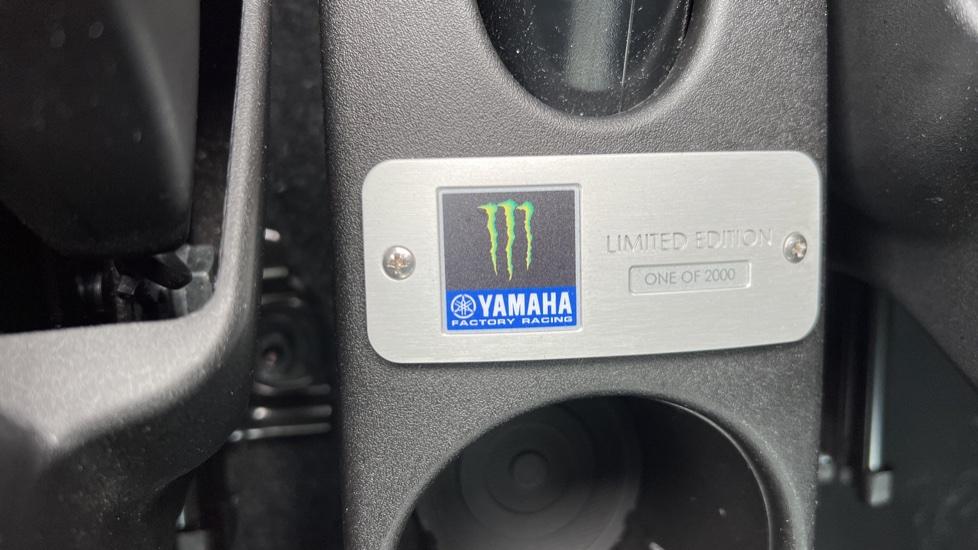 YAMAHA
FACTORY RACING
LIMITED EDITION
ONE OF 2000